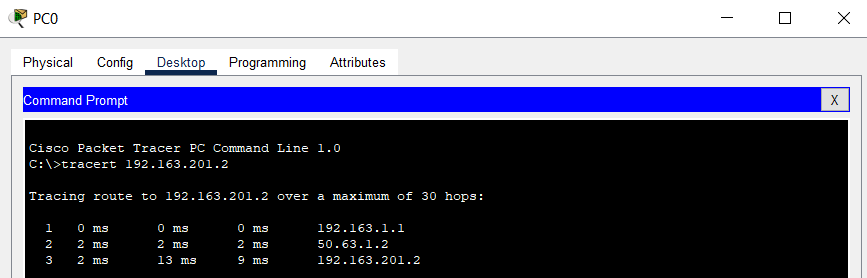 PC0
Physical Config Desktop Programming Attributes
Command Prompt X
Cisco Packet Tracer PC Command Line 1.0
C:\>tracert 192.163.201.2
Tracing route to 192.163.201.2 over a maximum of 30 hops:
1 0 ms 0 ms 0 ms 192.163.1.1
2 2 ms 2 ms 2 ms 50.63.1.2
3 2 ms 13 ms 9 ms 192.163.201.2